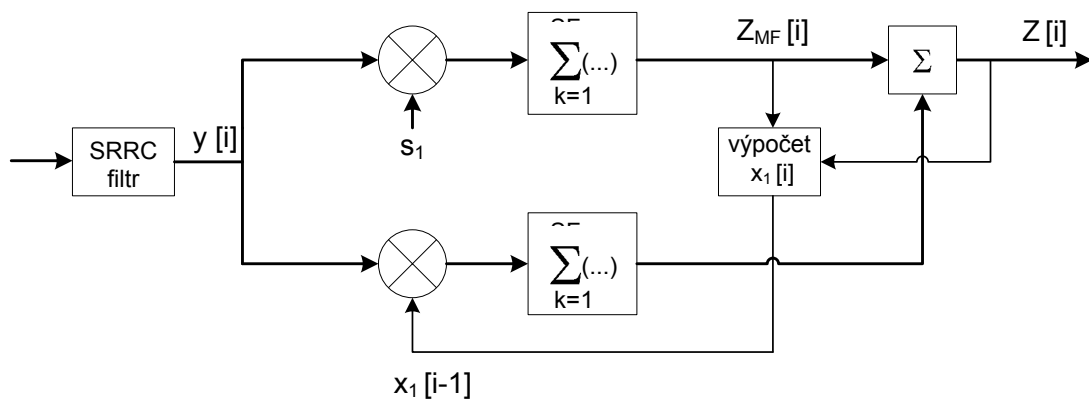 Z_MF [i]
Z [i]
∑(...)
k=1
Σ
s₁
y [i]
SRRC
filtr
výpočet
x₁ [i]
∑(...)
k=1
x₁ [i-1]